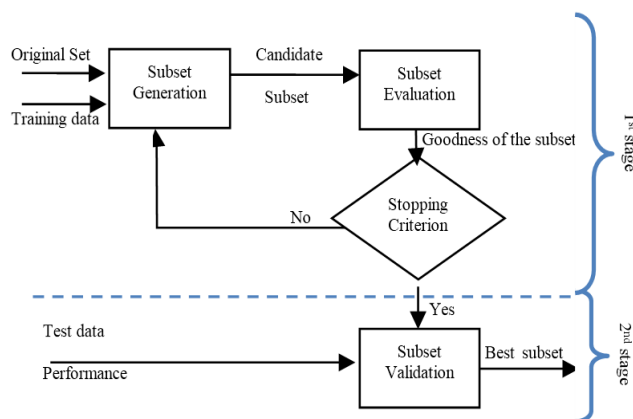 Original Set
Training data
Subset
Generation
Candidate
Subset
Subset
Evaluation
Goodness of the subset
Stopping
Criterion
No
1st stage
Yes
Test data
Performance
Subset
Validation
Best subset
2nd stage